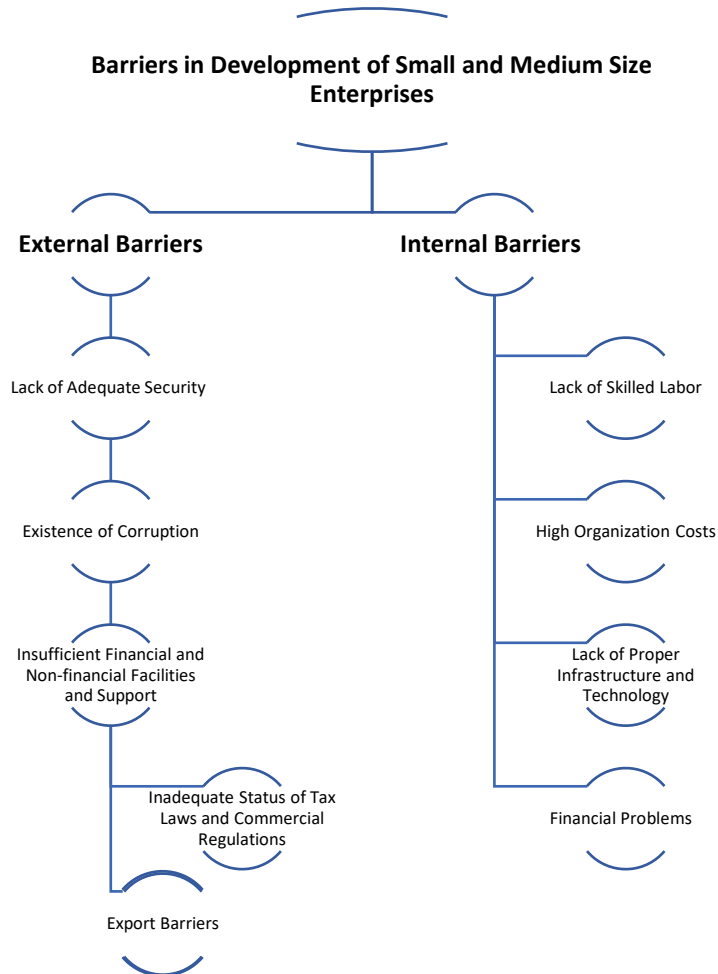 Barriers in Development of Small and Medium Size
Enterprises
External Barriers
Internal Barriers
Lack of Adequate Security
Lack of Skilled Labor
Existence of Corruption
High Organization Costs
Insufficient Financial and
Non-financial Facilities
and Support
Lack of Proper
Infrastructure and
Technology
Inadequate Status of Tax
Laws and Commercial
Regulations
Financial Problems
Export Barriers